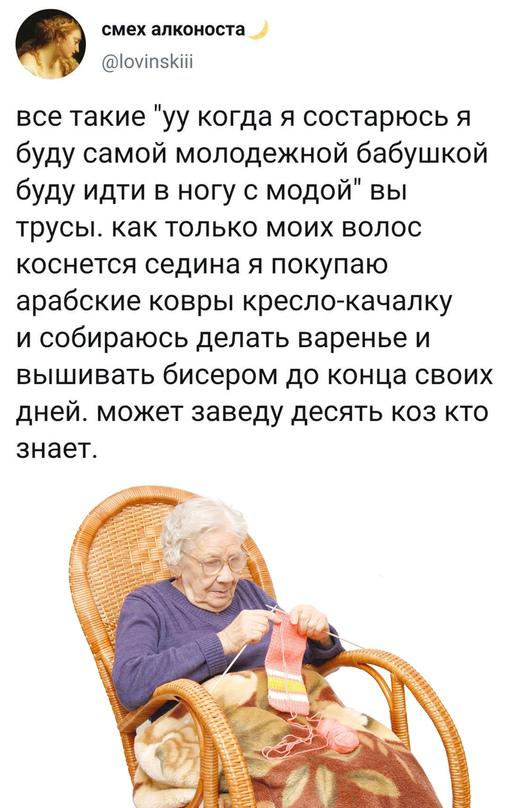 смех алконоста🌙
@lovinskiii
все такие "уу когда я состарюсь я
буду самой молодежной бабушкой
буду идти в ногу с модой" вы
трусы. как только моих волос
коснется седина я покупаю
арабские ковры кресло-качалку
и собираюсь делать варенье и
вышивать бисером до конца своих
дней. может заведу десять коз кто
знает.